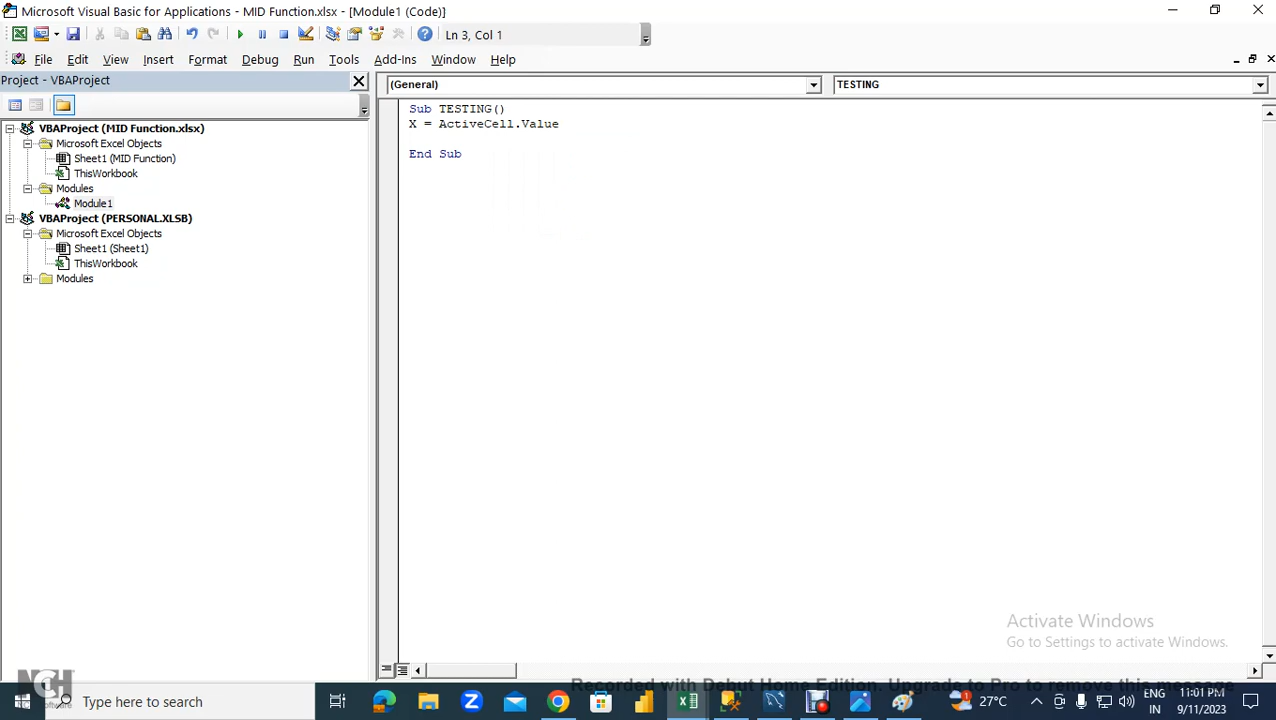 Microsoft Visual Basic for Applications - MID Function.xlsx - [Module1 (Code)]
Ln 3, Col 1
File Edit View Insert Format Debug Run Tools Add-Ins Window Help
Project - VBAProject
(General)
TESTING
VBAProject (MID Function.xlsx)
Microsoft Excel Objects
Sheet1 (MID Function)
ThisWorkbook
Modules
Module1
VBAProject (PERSONAL.XLSB)
Microsoft Excel Objects
Sheet1 (Sheet1)
ThisWorkbook
Modules
Sub TESTING()
X = ActiveCell.Value
End Sub
Activate Windows
Go to Settings to activate Windows.
NCH
Software
Recorded with Debut Home Edition. Upgrade to Pro to remove this message
Type here to search
27°C
ENG
IN
11:01 PM
9/11/2023